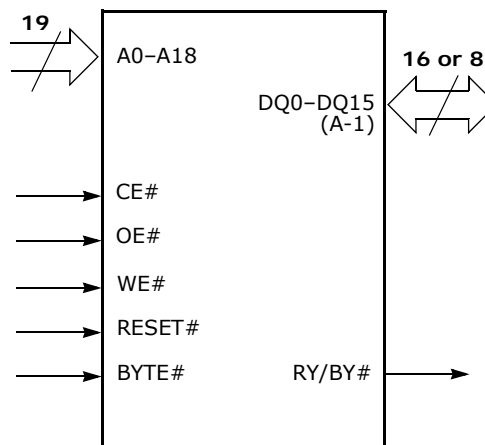 19
A0–A18
16 or 8
DQ0–DQ15
(A-1)
CE#
OE#
WE#
RESET#
BYTE#
RY/BY#